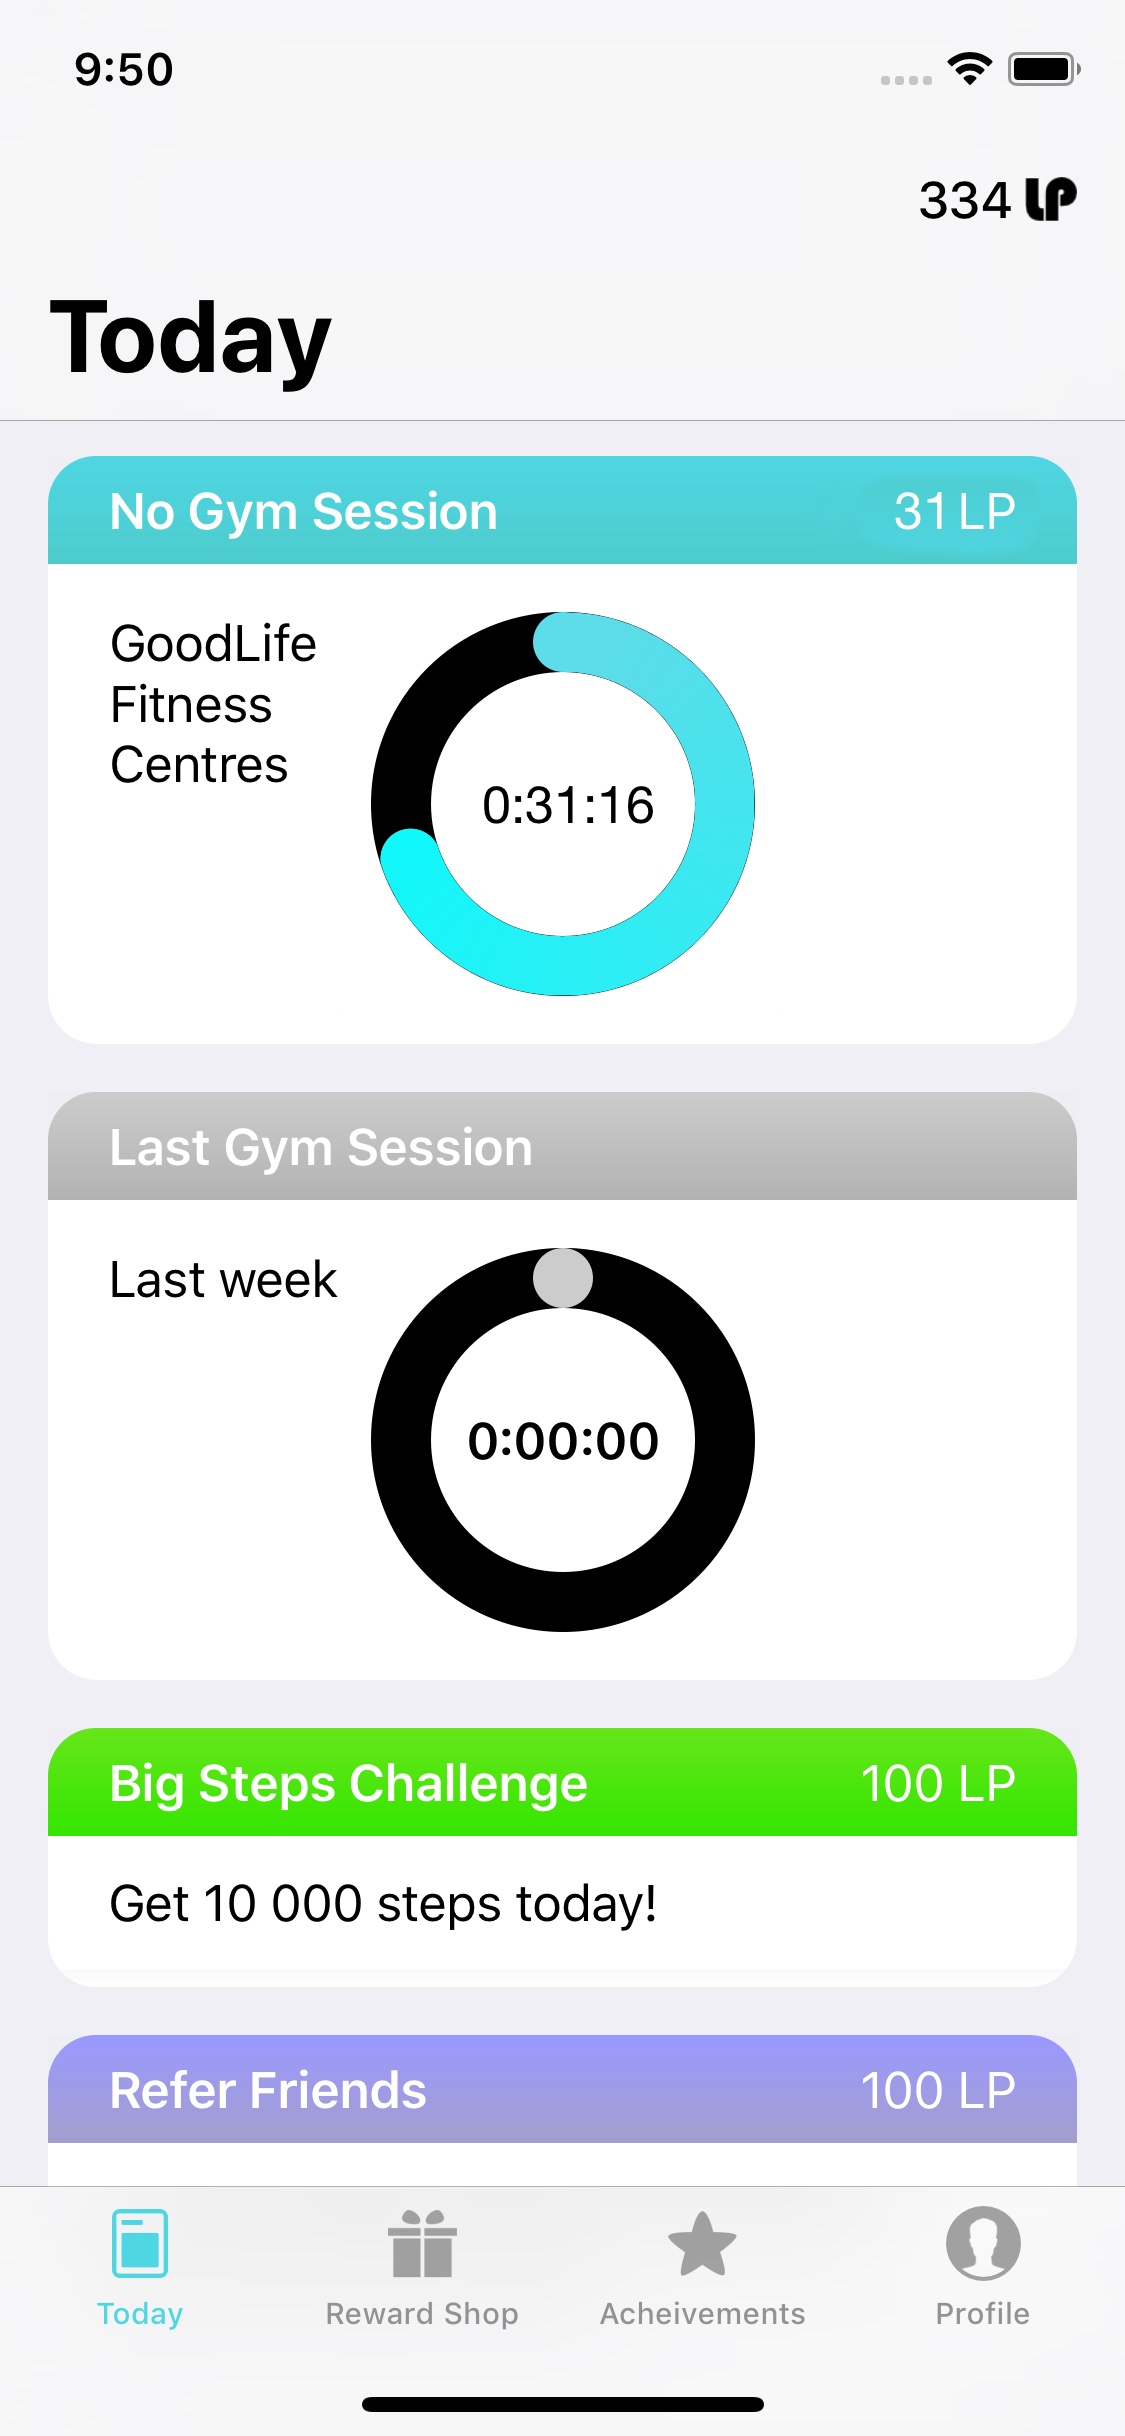 9:50
334 LP
Today
No Gym Session 31 LP
GoodLife
Fitness
Centres
0:31:16
Last Gym Session
Last week
0:00:00
Big Steps Challenge 100 LP
Get 10 000 steps today!
Refer Friends 100 LP
Today Reward Shop Acheivements Profile